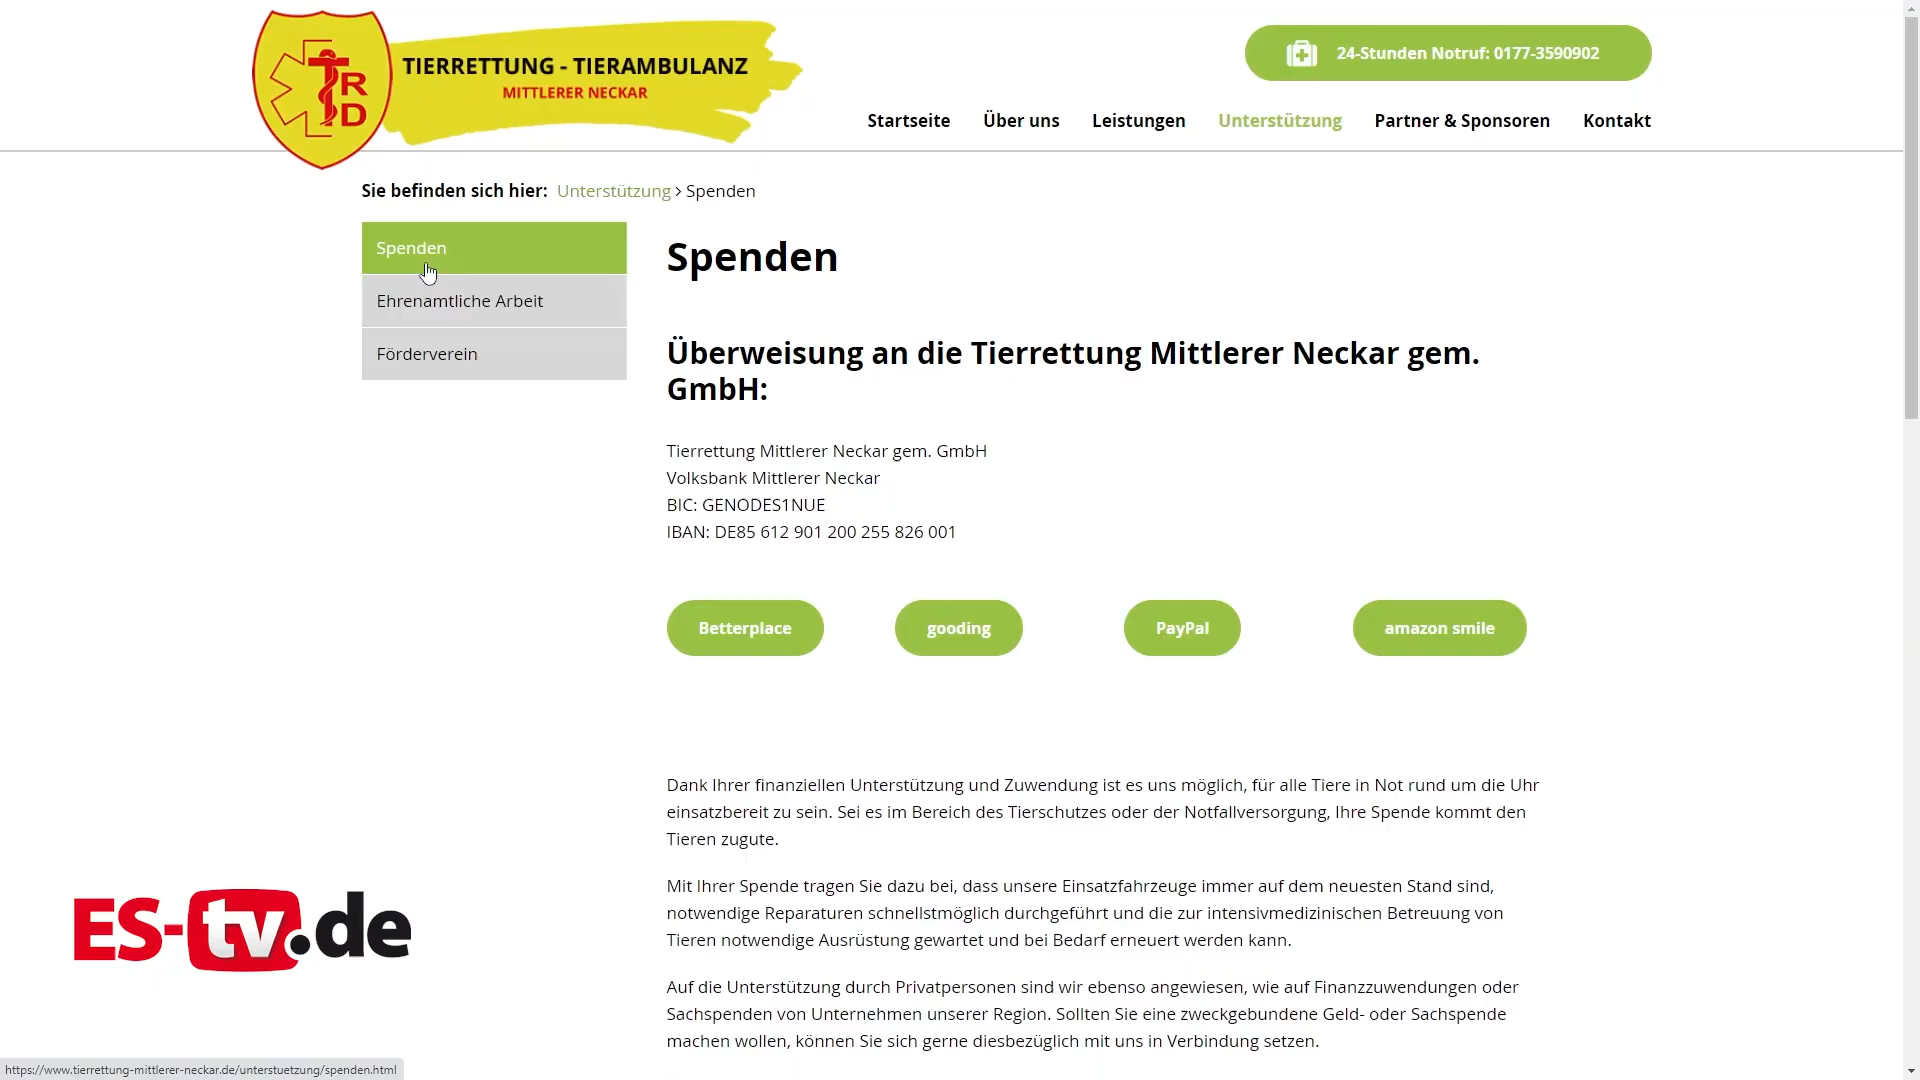 TRD
TIERRETTUNG - TIERAMBULANZ
MITTLERER NECKAR
24-Stunden Notruf: 0177-3590902
Startseite Über uns Leistungen Unterstützung Partner & Sponsoren Kontakt
Sie befinden sich hier: Unterstützung › Spenden
Spenden
Ehrenamtliche Arbeit
Förderverein
Spenden
Überweisung an die Tierrettung Mittlerer Neckar gem.
GmbH:
Tierrettung Mittlerer Neckar gem. GmbH
Volksbank Mittlerer Neckar
BIC: GENODES1NUE
IBAN: DE85 612 901 200 255 826 001
Betterplace gooding PayPal amazon smile
Dank Ihrer finanziellen Unterstützung und Zuwendung ist es uns möglich, für alle Tiere in Not rund um die Uhr
einsatzbereit zu sein. Sei es im Bereich des Tierschutzes oder der Notfallversorgung, Ihre Spende kommt den
Tieren zugute.
Mit Ihrer Spende tragen Sie dazu bei, dass unsere Einsatzfahrzeuge immer auf dem neuesten Stand sind,
notwendige Reparaturen schnellstmöglich durchgeführt und die zur intensivmedizinischen Betreuung von
Tieren notwendige Ausrüstung gewartet und bei Bedarf erneuert werden kann.
Auf die Unterstützung durch Privatpersonen sind wir ebenso angewiesen, wie auf Finanzzuwendungen oder
Sachspenden von Unternehmen unserer Region. Sollten Sie eine zweckgebundene Geld- oder Sachspende
machen wollen, können Sie sich gerne diesbezüglich mit uns in Verbindung setzen.
ES-tv.de
https://www.tierrettung-mittlerer-neckar.de/unterstuetzung/spenden.html